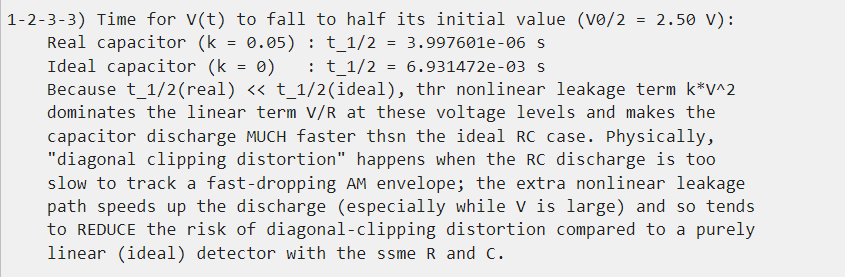 1-2-3-3) Time for V(t) to fall to half its initial value (V0/2 = 2.50 V):
Real capacitor (k = 0.05) : t_1/2 = 3.997601e-06 s
Ideal capacitor (k = 0) : t_1/2 = 6.931472e-03 s
Because t_1/2(real) << t_1/2(ideal), thr nonlinear leakage term k*V^2
dominates the linear term V/R at these voltage levels and makes the
capacitor discharge MUCH faster thsn the ideal RC case. Physically,
"diagonal clipping distortion" happens when the RC discharge is too
slow to track a fast-dropping AM envelope; the extra nonlinear leakage
path speeds up the discharge (especially while V is large) and so tends
to REDUCE the risk of diagonal-clipping distortion compared to a purely
linear (ideal) detector with the ssme R and C.